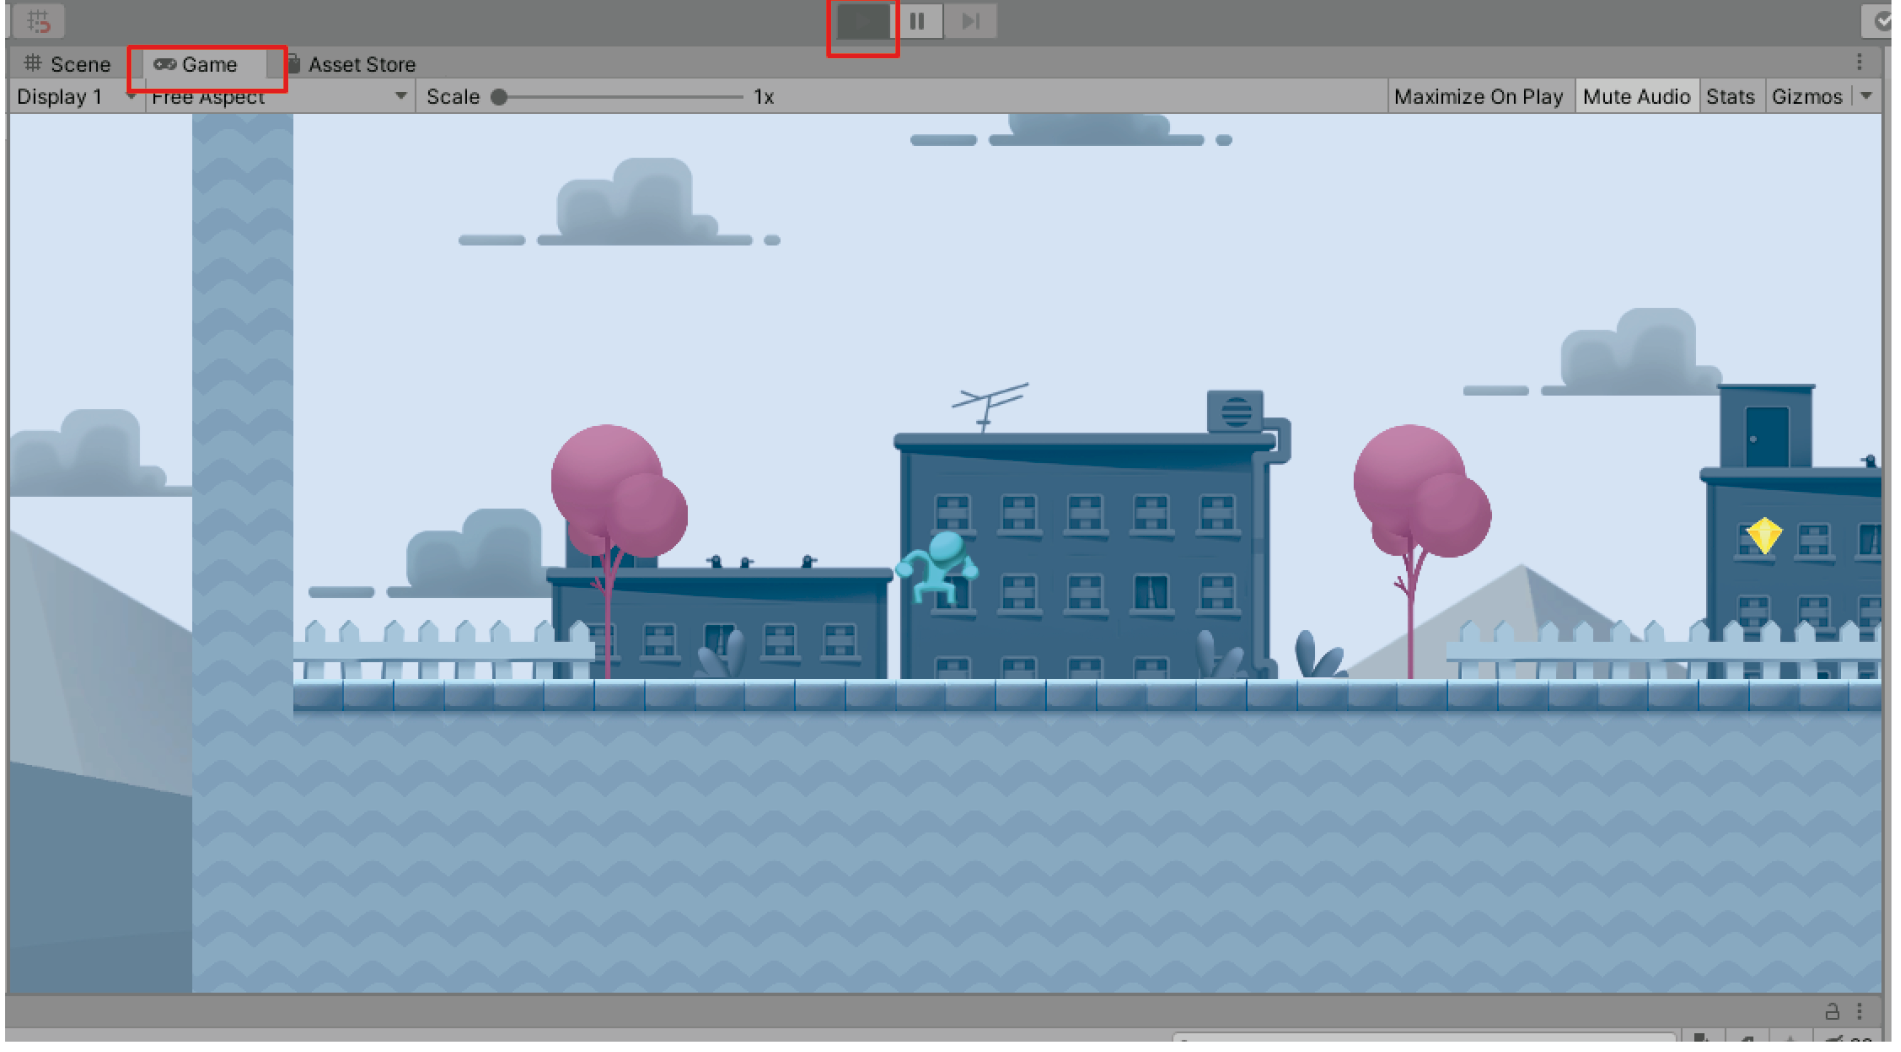 Scene Game Asset Store
Display 1 Free Aspect Scale 1x Maximize On Play Mute Audio Stats Gizmos